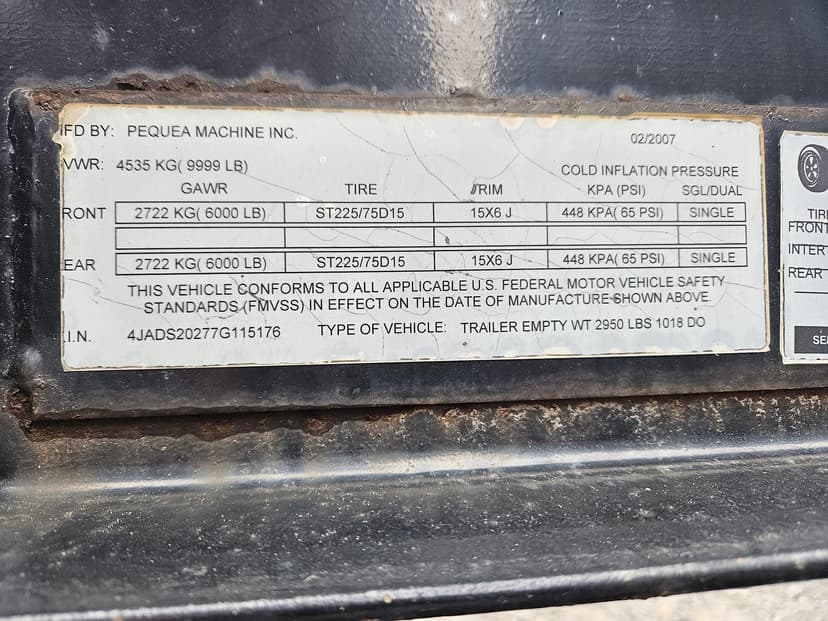 FD BY: PEQUEA MACHINE INC.
02/2007
VWR: 4535 KG( 9999 LB)
COLD INFLATION PRESSURE
GAWR TIRE //RIM KPA (PSI) SGL/DUAL
RONT 2722 KG( 6000 LB) ST225/75D15 15X6 J 448 KPA( 65 PSI) SINGLE
EAR 2722 KG( 6000 LB) ST225/75D15 15X6 J 448 KPA( 65 PSI) SINGLE
THIS VEHICLE CONFORMS TO ALL APPLICABLE U.S. FEDERAL MOTOR VEHICLE SAFETY
STANDARDS (FMVSS) IN EFFECT ON THE DATE OF MANUFACTURE SHOWN ABOVE.
.I.N. 4JADS20277G115176 TYPE OF VEHICLE: TRAILER EMPTY WT 2950 LBS 1018 DO
TIRE
FRONT
INTER
REAR
SE